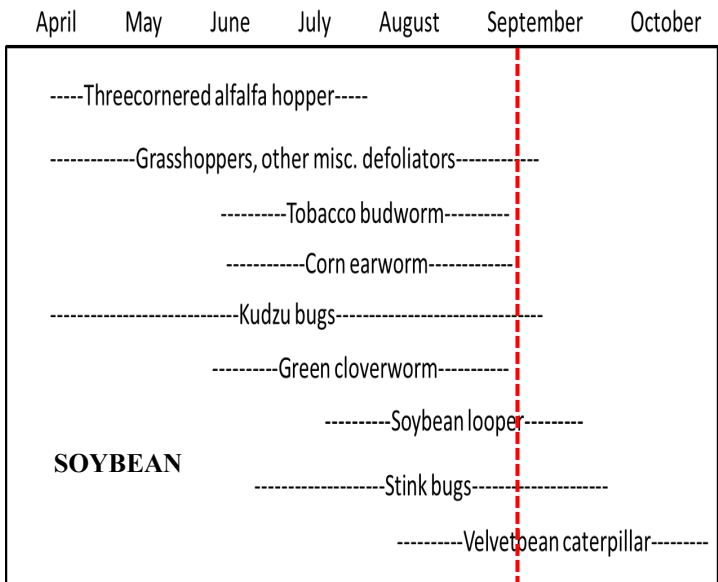 April May June July August September October
-----Threecornered alfalfa hopper-----
-------------Grasshoppers, other misc. defoliators-------------
----------Tobacco budworm----------
------------Corn earworm-------------
-----------------------------Kudzu bugs--------------------------------
----------Green cloverworm-----------
----------Soybean looper---------
SOYBEAN
--------------------Stink bugs---------------------
----------Velvetbean caterpillar---------